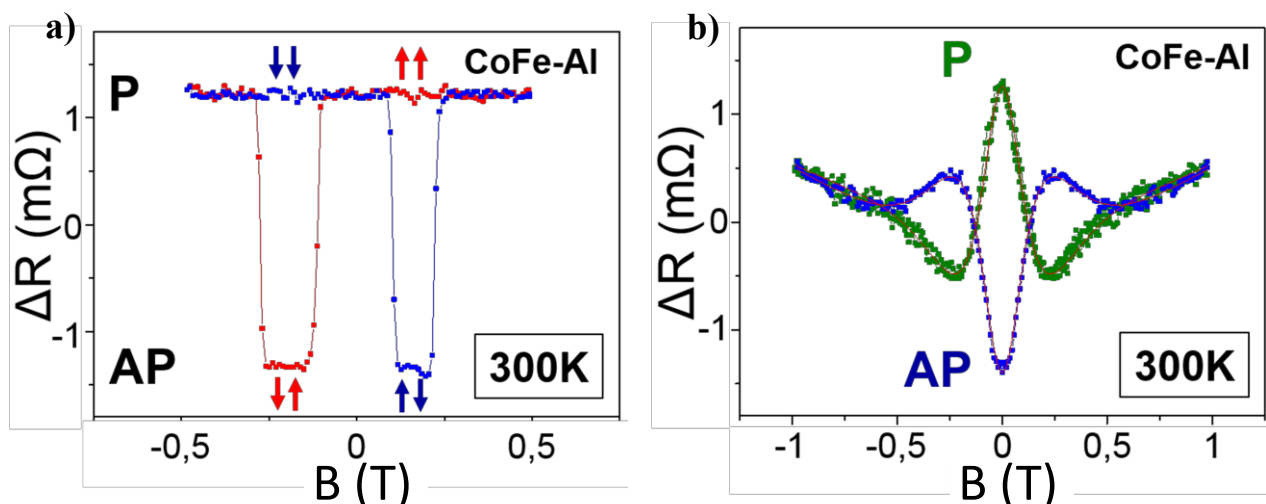 a)
CoFe-Al
P
1
0
-1
ΔR (mΩ)
AP
300K
-0,5
0
0,5
B (T)
b)
CoFe-Al
P
1
0
-1
ΔR (mΩ)
AP
300K
-1
-0,5
0
0,5
1
B (T)